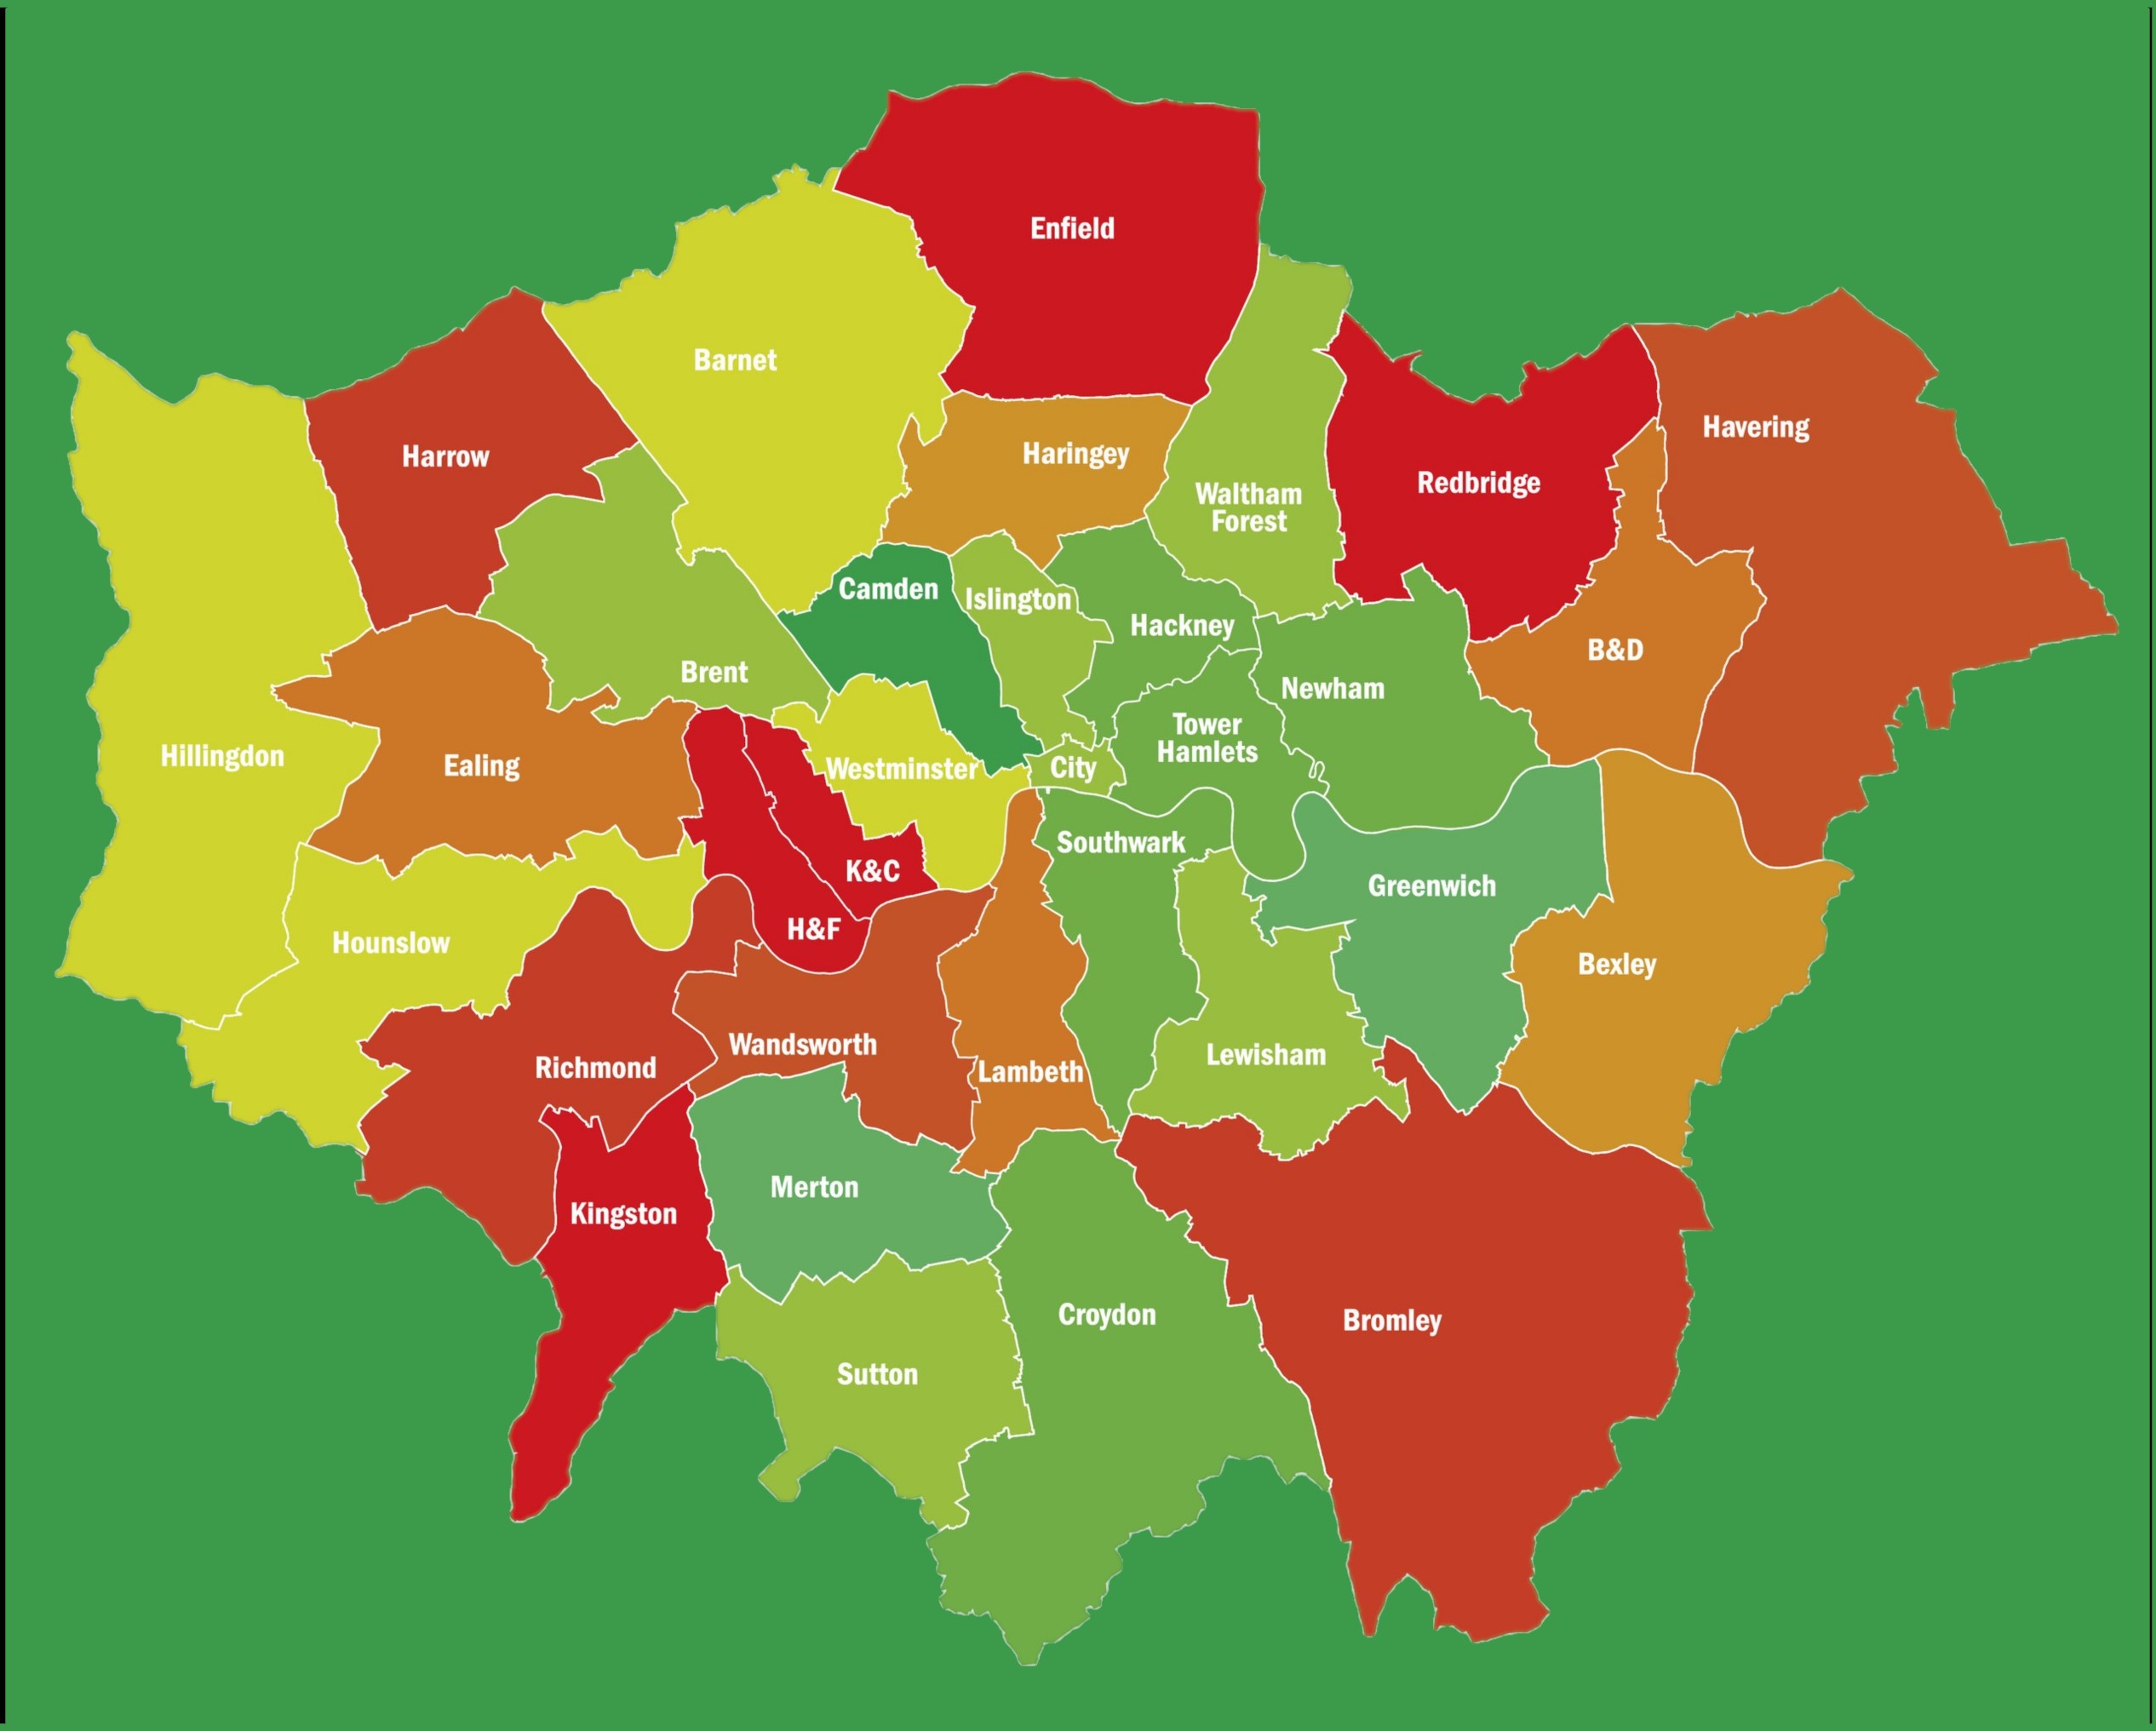 Enfield
Barnet
Havering
Harrow
Haringey
Redbridge
Waltham
Forest
Camden
Islington
Hackney
B&D
Brent
Newham
Tower
Hamlets
Hillingdon
Ealing
Westminster
City
Southwark
K&C
Greenwich
H&F
Hounslow
Bexley
Wandsworth
Lewisham
Richmond
Lambeth
Merton
Kingston
Croydon
Bromley
Sutton